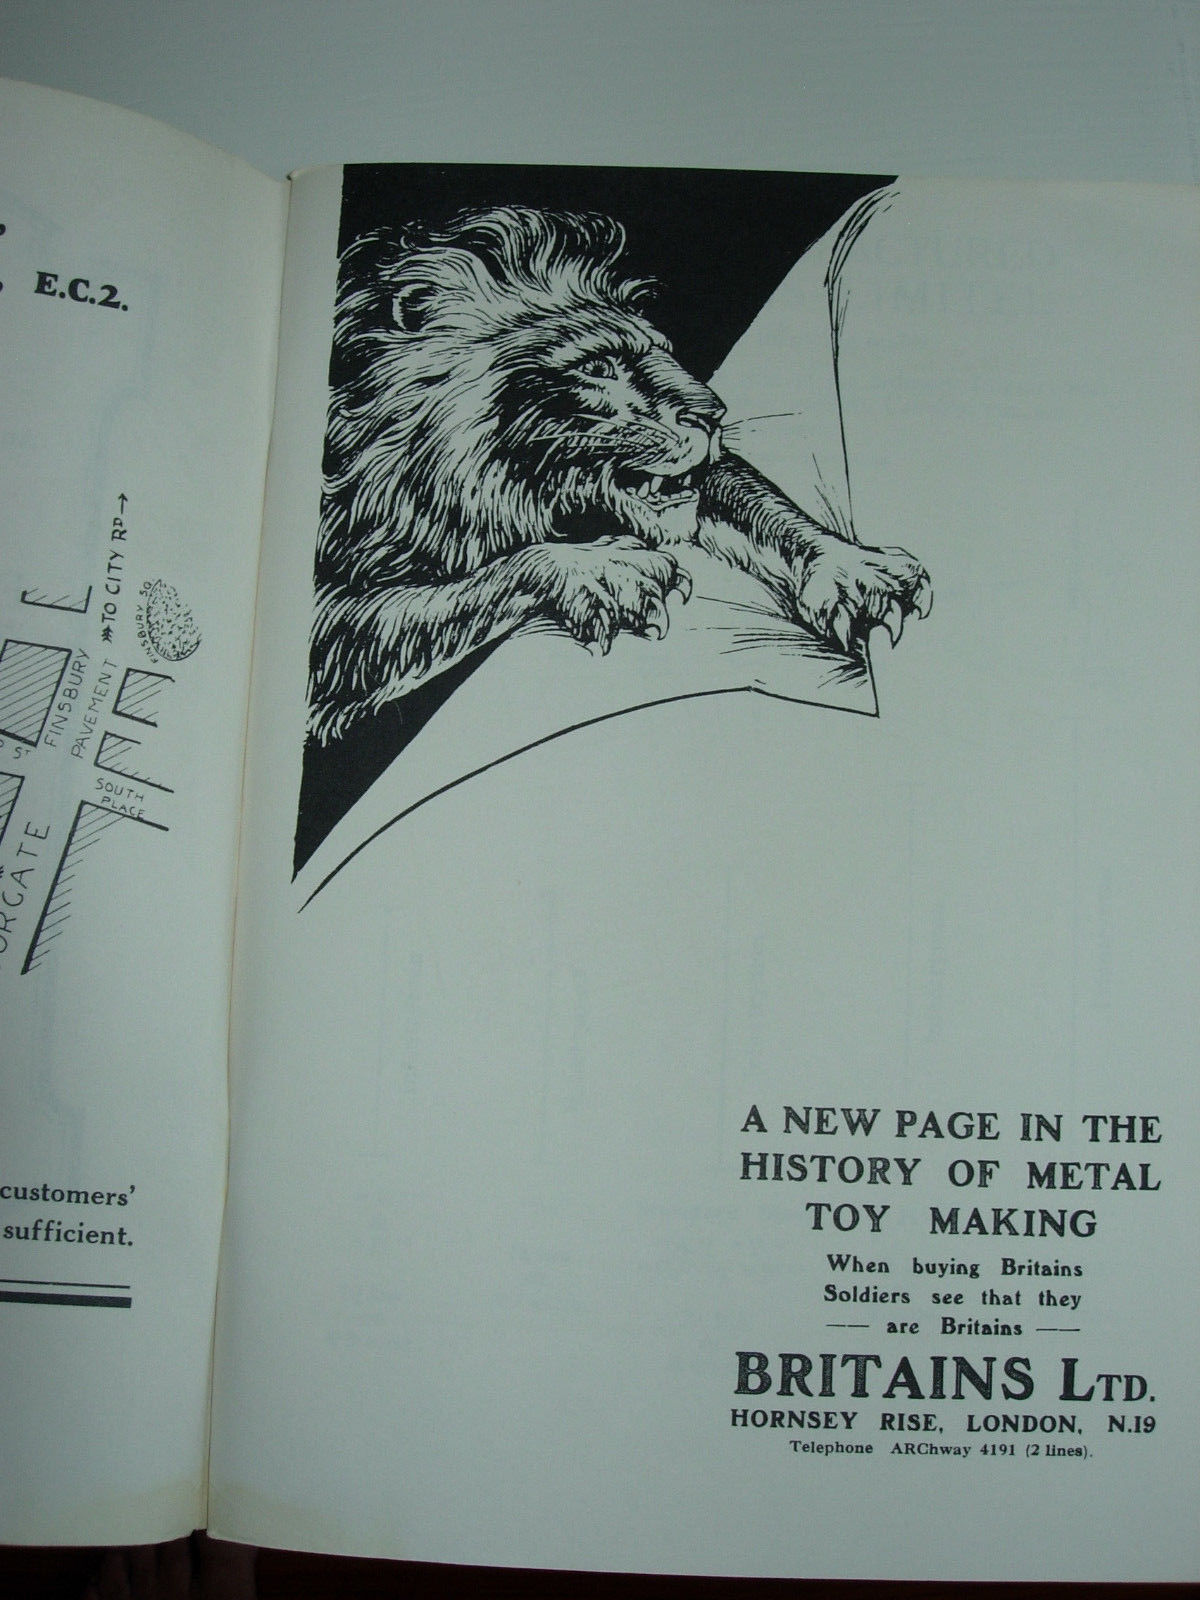 E.C.2.
TO CITY RD
FINSBURY SQ
FINSBURY
PAVEMENT
ST
SOUTH
PLACE
ORGATE
customers'
sufficient.
A NEW PAGE IN THE
HISTORY OF METAL
TOY MAKING
When buying Britains
Soldiers see that they
— are Britains —
BRITAINS LTD.
HORNSEY RISE, LONDON, N.19
Telephone ARChway 4191 (2 lines).